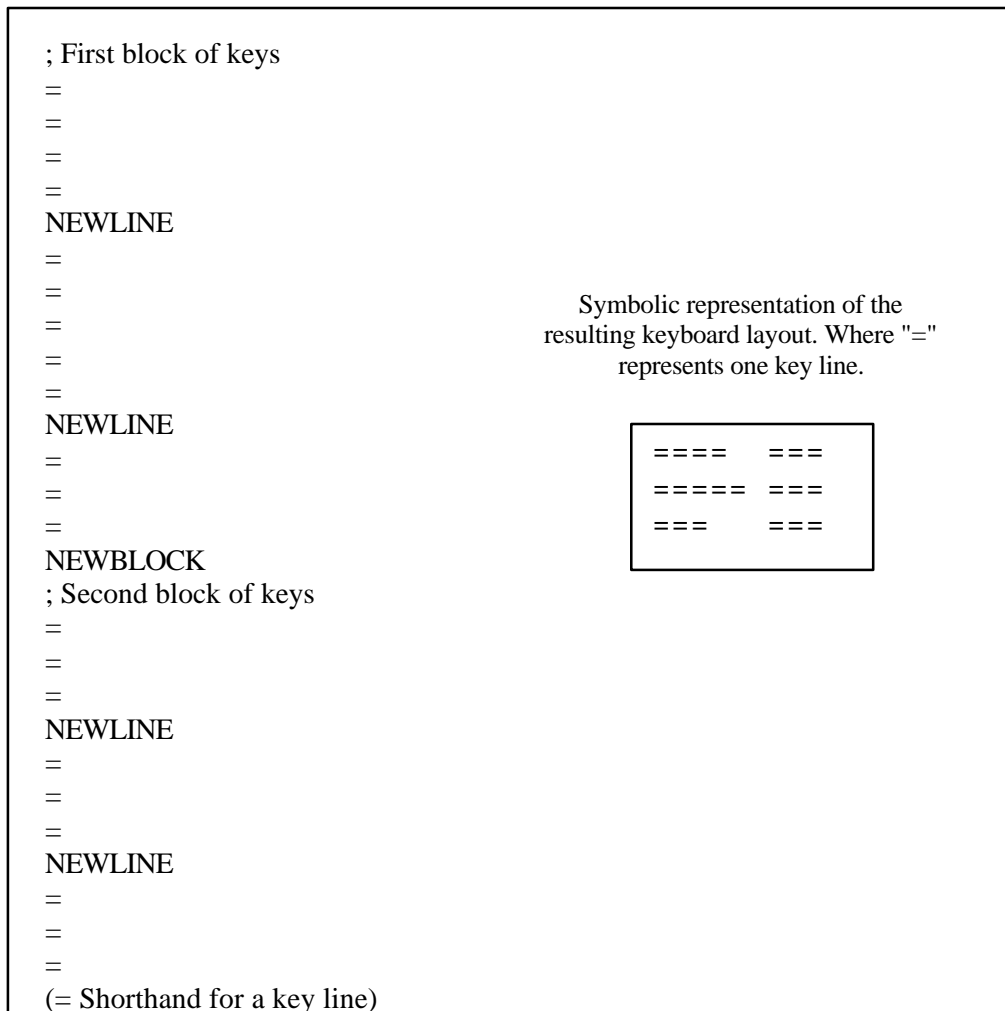 ; First block of keys
=
=
=
=
NEWLINE
=
=
=
=
=
NEWLINE
=
=
=
NEWBLOCK
; Second block of keys
=
=
=
NEWLINE
=
=
=
NEWLINE
=
=
=
(= Shorthand for a key line)
Symbolic representation of the
resulting keyboard layout. Where "="
represents one key line.
==== ===
===== ===
=== ===